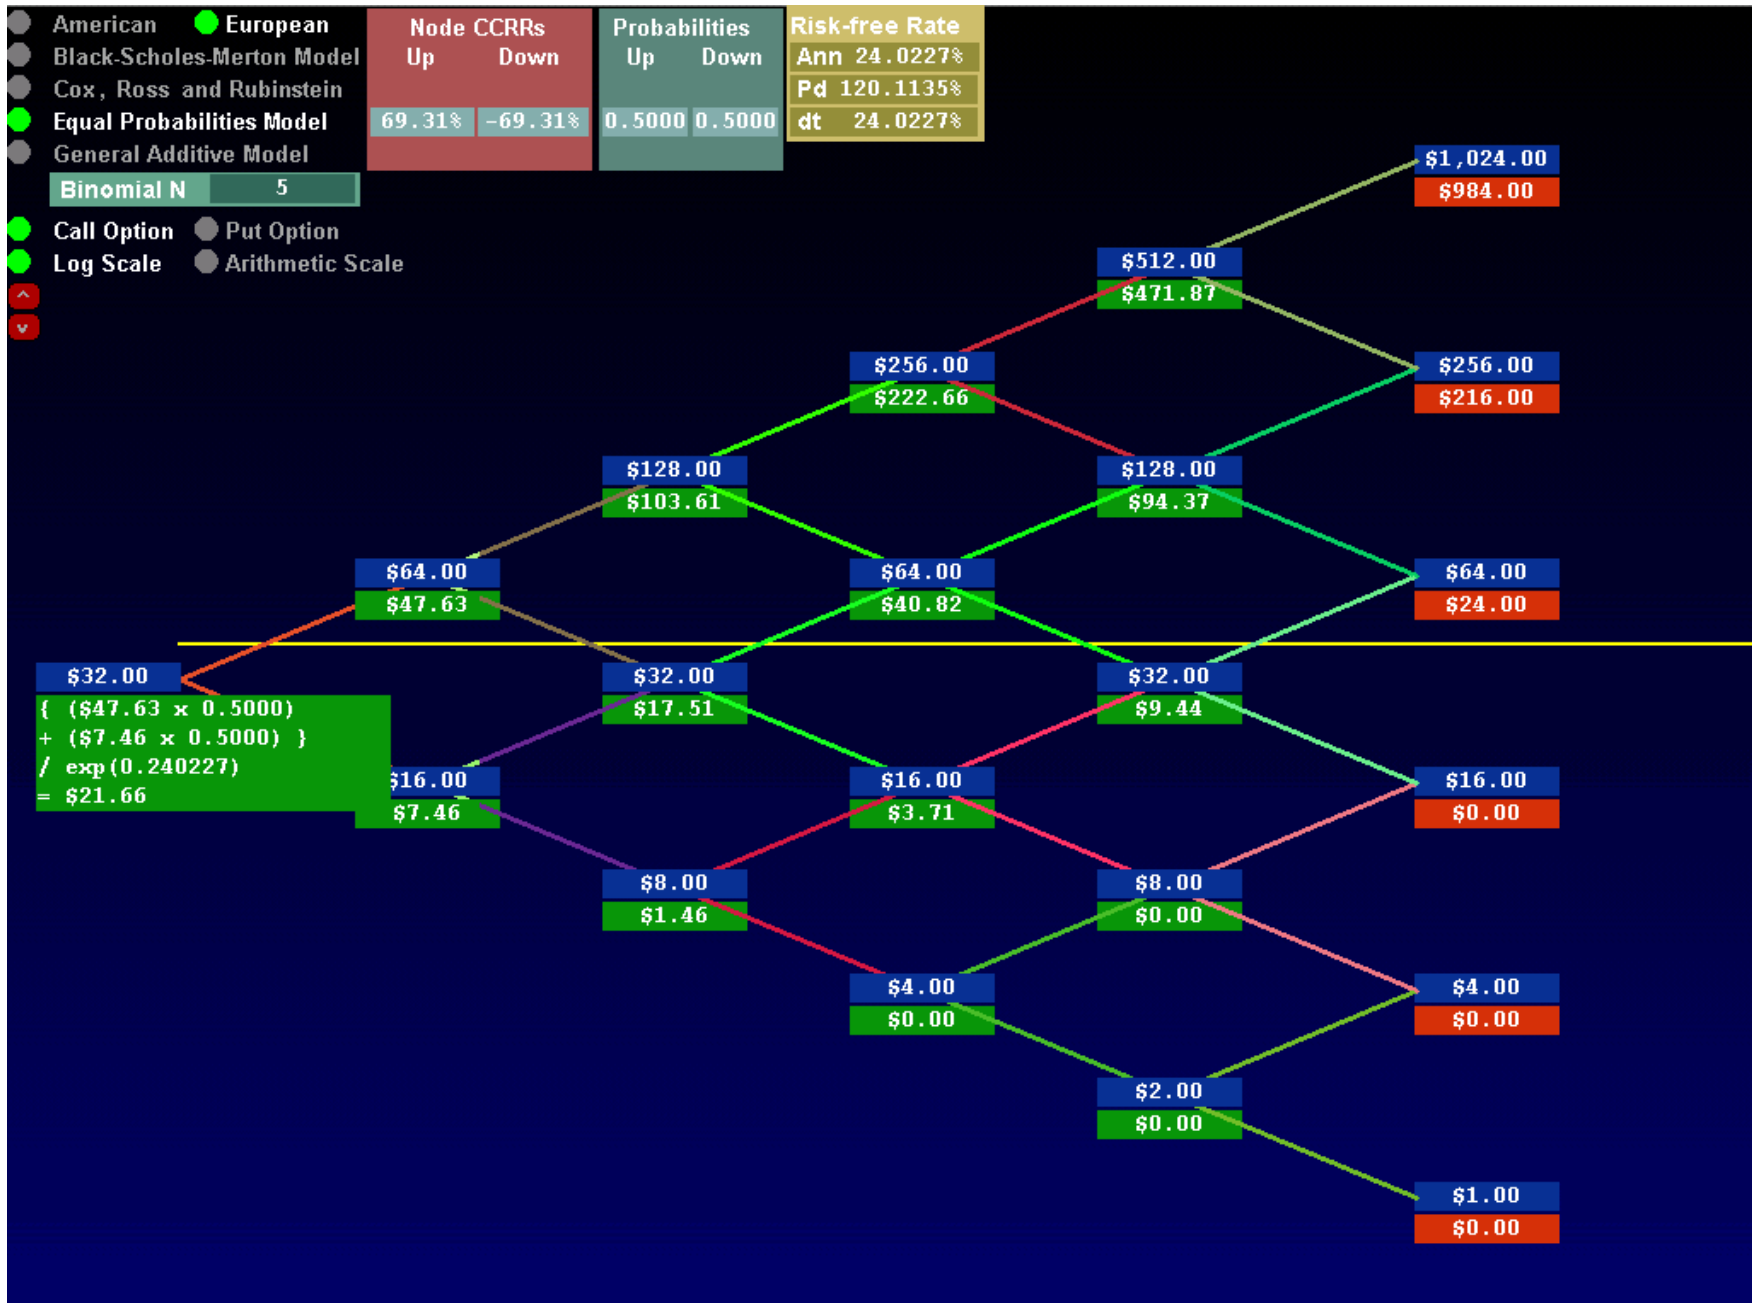 American European
Black-Scholes-Merton Model
Cox, Ross and Rubinstein
Equal Probabilities Model
General Additive Model
Binomial N 5
Call Option Put Option
Log Scale Arithmetic Scale
^
v
Node CCRRs
Up Down
69.31% -69.31%
Probabilities
Up Down
0.5000 0.5000
Risk-free Rate
Ann 24.0227%
Pd 120.1135%
dt 24.0227%
$32.00
{ ($47.63 x 0.5000)
+ ($7.46 x 0.5000) }
/ exp(0.240227)
= $21.66
$64.00
$47.63
$16.00
$7.46
$128.00
$103.61
$32.00
$17.51
$8.00
$1.46
$256.00
$222.66
$64.00
$40.82
$16.00
$3.71
$4.00
$0.00
$512.00
$471.87
$128.00
$94.37
$32.00
$9.44
$8.00
$0.00
$2.00
$0.00
$1,024.00
$984.00
$256.00
$216.00
$64.00
$24.00
$16.00
$0.00
$4.00
$0.00
$1.00
$0.00